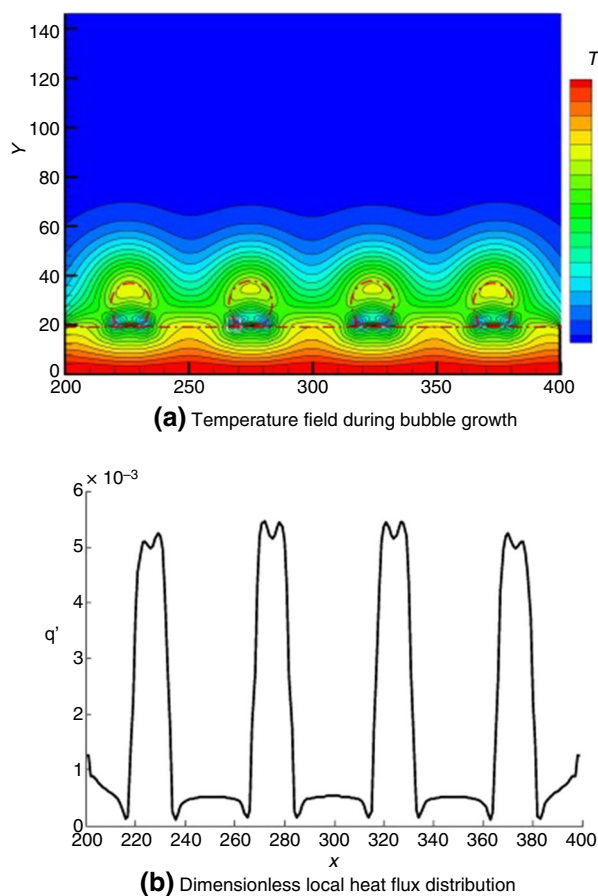 140
120
100
80
60
40
20
0
Y
T
200 250 300 350 400
(a) Temperature field during bubble growth
6 × 10⁻³
5
4
3
2
1
0
q'
200 220 240 260 280 300 320 340 360 380 400
x
(b) Dimensionless local heat flux distribution